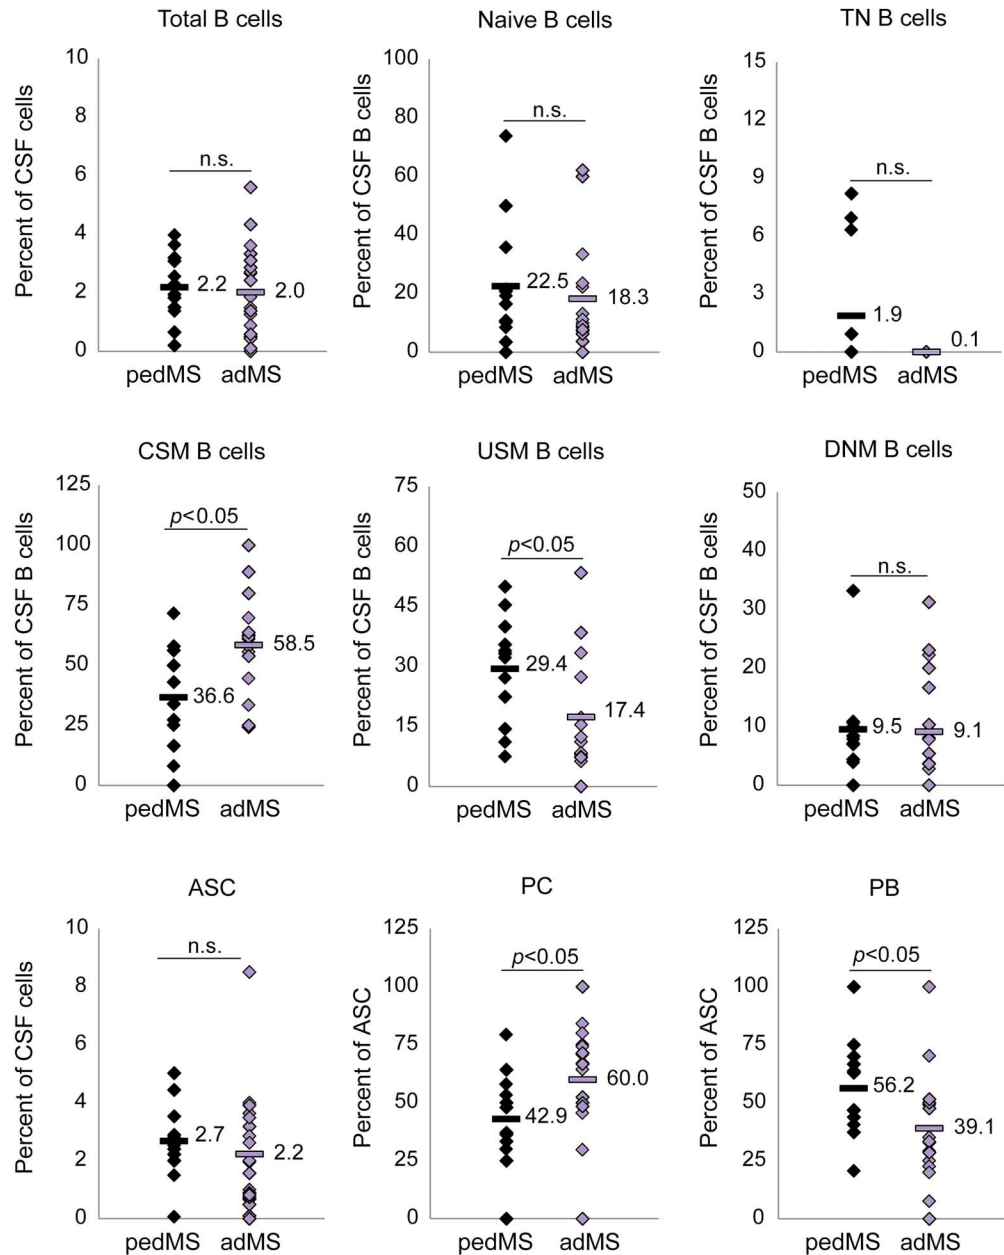 Total B cells
Percent of CSF cells
10
8
6
4
2
0
n.s.
2.2
2.0
pedMS adMS
Naive B cells
Percent of CSF B cells
100
80
60
40
20
0
n.s.
22.5
18.3
pedMS adMS
TN B cells
Percent of CSF B cells
15
12
9
6
3
0
n.s.
1.9
0.1
pedMS adMS
CSM B cells
Percent of CSF B cells
125
100
75
50
25
0
p<0.05
58.5
36.6
pedMS adMS
USM B cells
Percent of CSF B cells
75
60
45
30
15
0
p<0.05
29.4
17.4
pedMS adMS
DNM B cells
Percent of CSF B cells
50
40
30
20
10
0
n.s.
9.5
9.1
pedMS adMS
ASC
Percent of CSF cells
10
8
6
4
2
0
n.s.
2.7
2.2
pedMS adMS
PC
Percent of ASC
125
100
75
50
25
0
p<0.05
60.0
42.9
pedMS adMS
PB
Percent of ASC
125
100
75
50
25
0
p<0.05
56.2
39.1
pedMS adMS